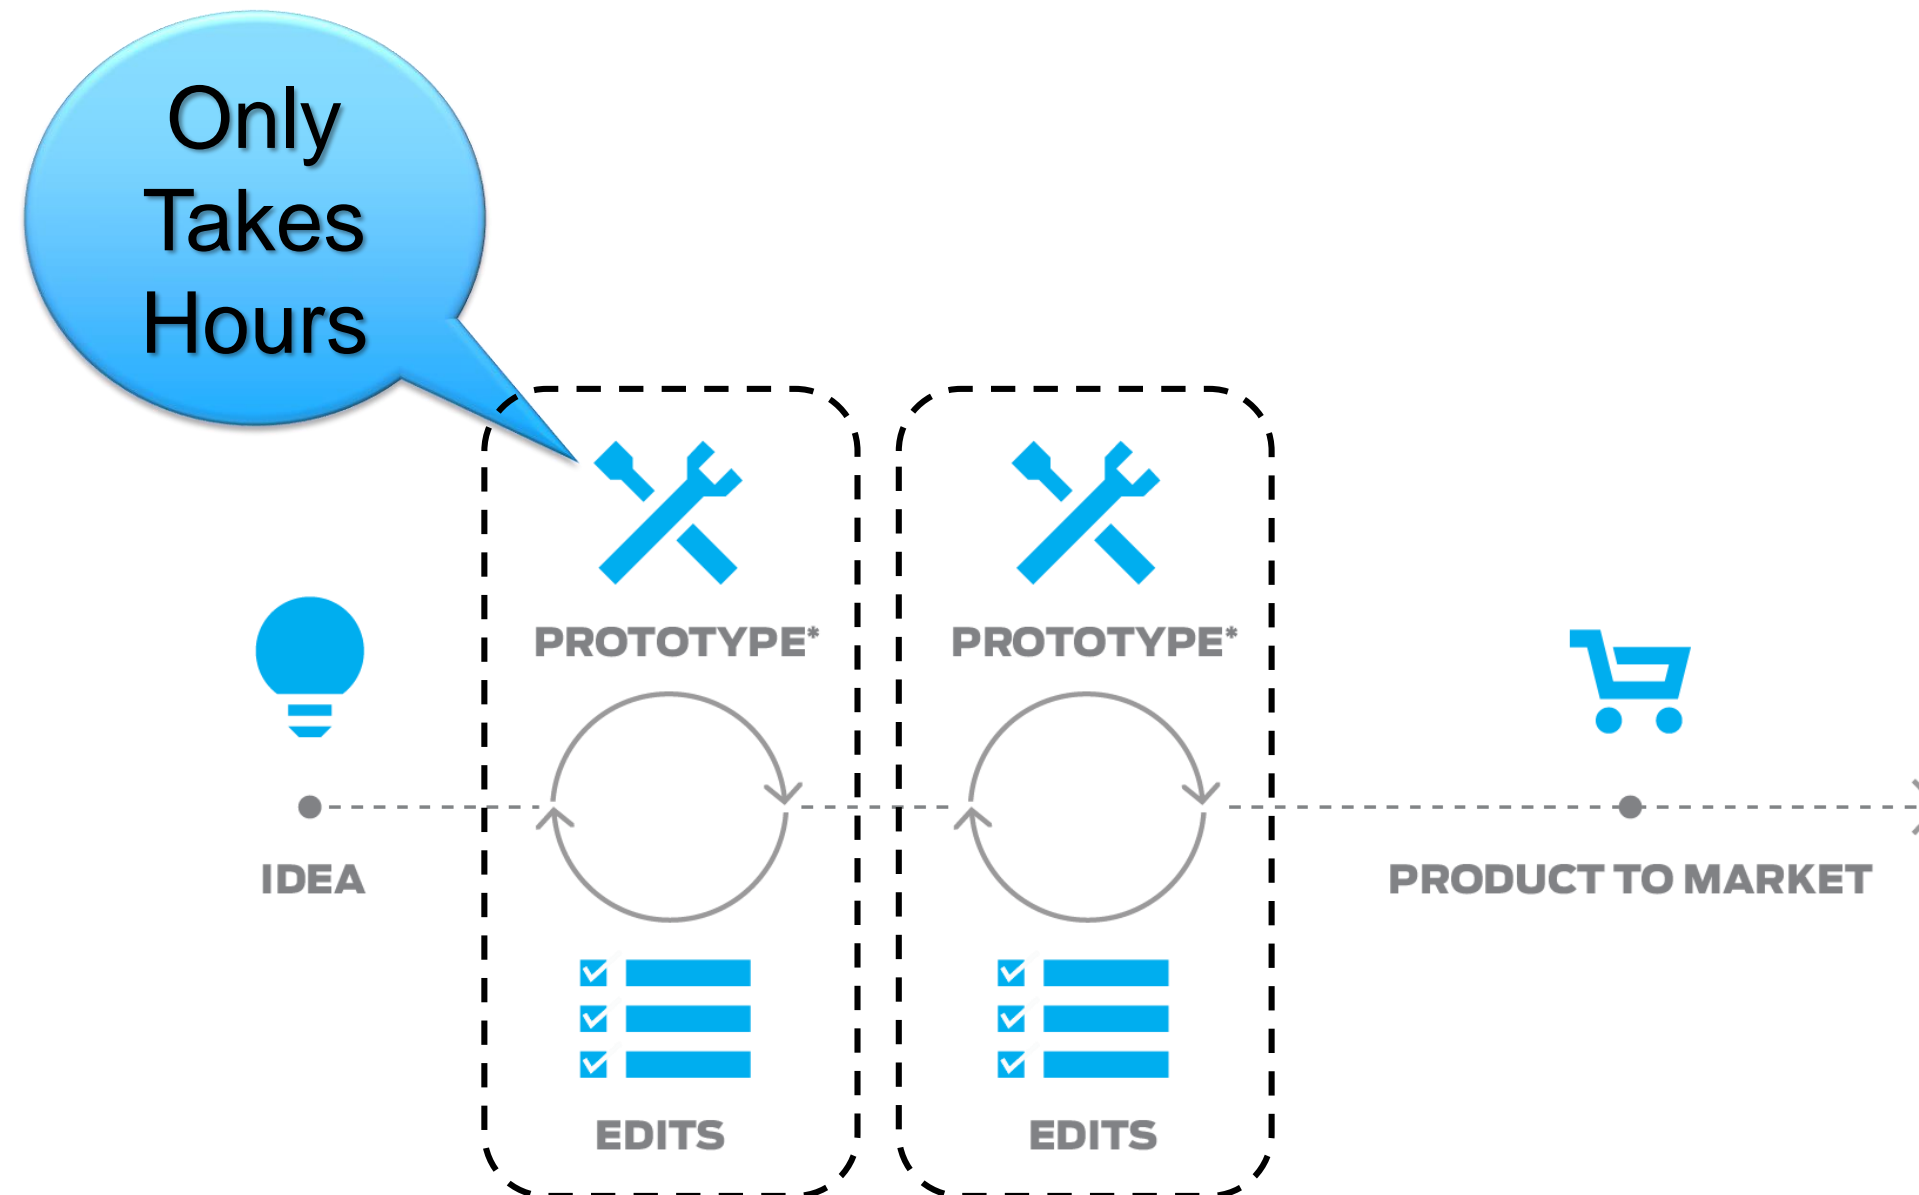 Only
Takes
Hours
PROTOTYPE*
PROTOTYPE*
IDEA
PRODUCT TO MARKET
EDITS
EDITS